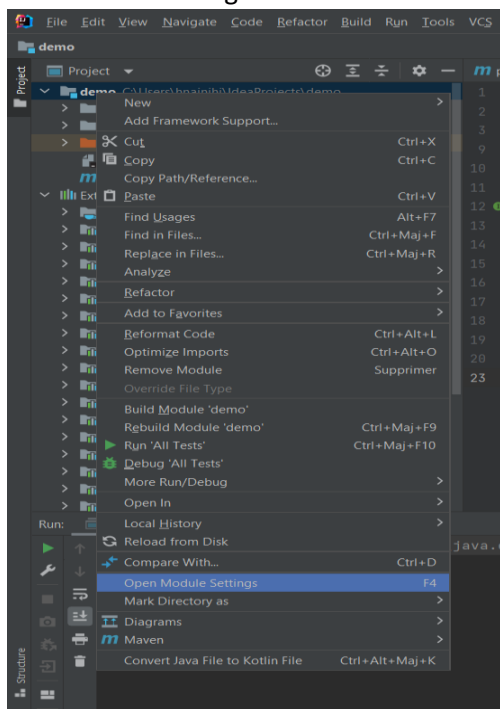 File Edit View Navigate Code Refactor Build Run Tools VCS
demo
Project
Project
m
demo C:\Users\hnajnibi\IdeaProjects\demo
New
Add Framework Support...
Cut Ctrl+X
Copy Ctrl+C
Copy Path/Reference...
Ext
Paste Ctrl+V
Find Usages Alt+F7
Find in Files... Ctrl+Maj+F
Replace in Files... Ctrl+Maj+R
Analyze
Refactor
Add to Favorites
Reformat Code Ctrl+Alt+L
Optimize Imports Ctrl+Alt+O
Remove Module Supprimer
Override File Type
Build Module 'demo'
Rebuild Module 'demo' Ctrl+Maj+F9
Run 'All Tests' Ctrl+Maj+F10
Debug 'All Tests'
More Run/Debug
Open In
Run:
Local History
Reload from Disk
java.
Compare With... Ctrl+D
Open Module Settings F4
Mark Directory as
Diagrams
m Maven
Convert Java File to Kotlin File Ctrl+Alt+Maj+K
Structure
1
2
3
9
10
11
12
13
14
15
16
17
18
19
20
23